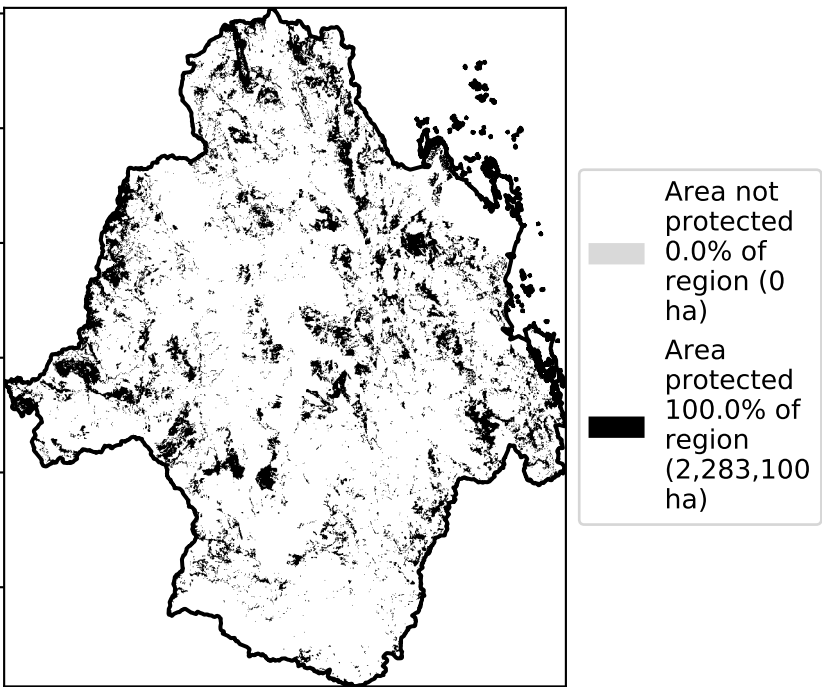 Area not
protected
0.0% of
region (0
ha)
Area
protected
100.0% of
region
(2,283,100
ha)